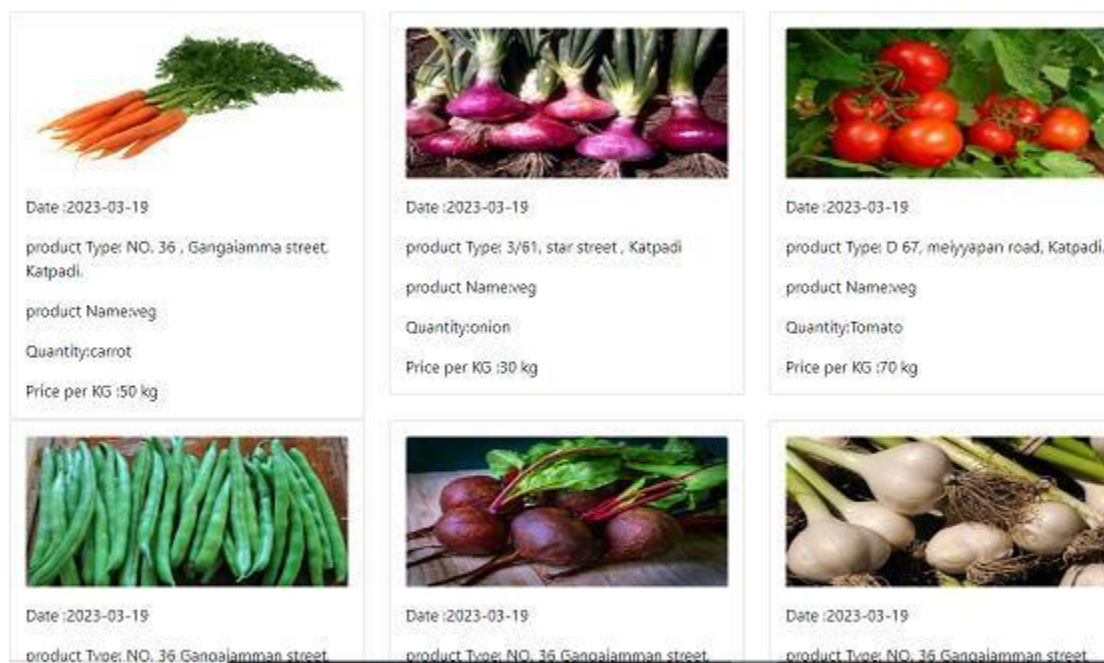 Date :2023-03-19
product Type: NO. 36 , Gangaiamma street,
Katpadi.
product Name:veg
Quantity:carrot
Price per KG :50 kg
Date :2023-03-19
product Type: 3/61, star street , Katpadi
product Name:veg
Quantity:onion
Price per KG :30 kg
Date :2023-03-19
product Type: D 67, meiyyapan road, Katpadi.
product Name:veg
Quantity:Tomato
Price per KG :70 kg
Date :2023-03-19
product Type: NO. 36 Gangaiamman street
Date :2023-03-19
product Type: NO. 36 Gangaiamman street
Date :2023-03-19
product Type: NO. 36 Gangaiamman street